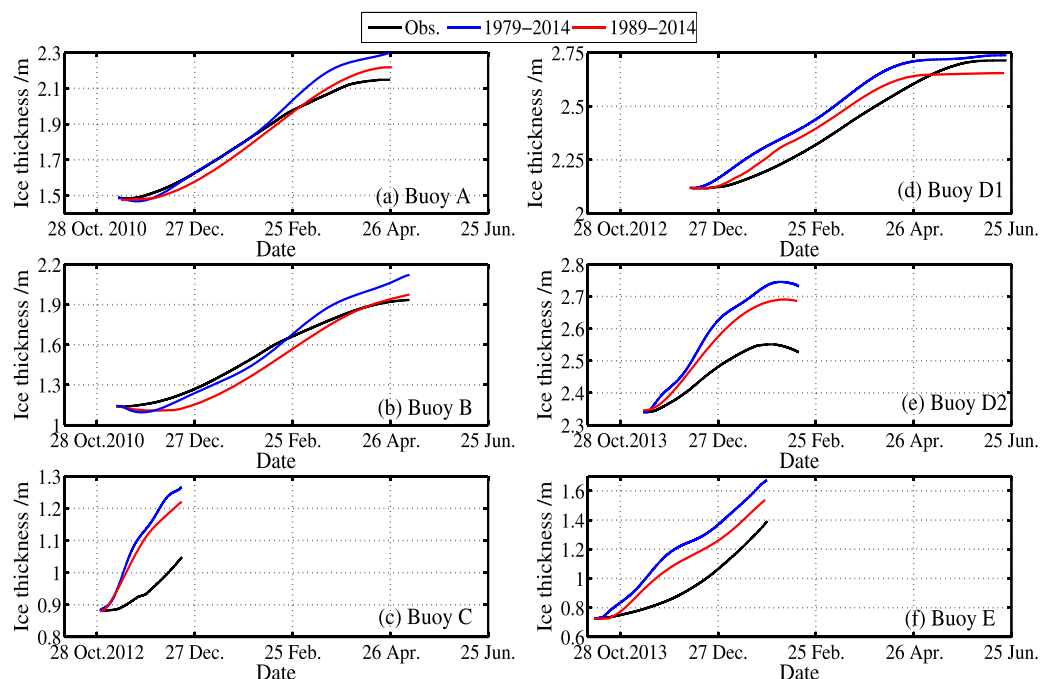 Obs. 1979−2014 1989−2014
Ice thickness /m
2.3
2.1
1.9
1.7
1.5
(a) Buoy A
28 Oct. 2010 27 Dec. 25 Feb. 26 Apr. 25 Jun.
Date
Ice thickness /m
2.75
2.5
2.25
2
(d) Buoy D1
28 Oct.2012 27 Dec. 25 Feb. 26 Apr. 25 Jun.
Date
Ice thickness /m
2.2
1.9
1.6
1.3
1
(b) Buoy B
28 Oct.2010 27 Dec. 25 Feb. 26 Apr. 25 Jun.
Date
Ice thickness /m
2.8
2.7
2.6
2.5
2.4
2.3
(e) Buoy D2
28 Oct.2013 27 Dec. 25 Feb. 26 Apr. 25 Jun.
Date
Ice thickness /m
1.3
1.2
1.1
1
0.9
0.8
(c) Buoy C
28 Oct.2012 27 Dec. 25 Feb. 26 Apr. 25 Jun.
Date
Ice thickness /m
1.6
1.4
1.2
1
0.8
0.6
(f) Buoy E
28 Oct.2013 27 Dec. 25 Feb. 26 Apr. 25 Jun.
Date